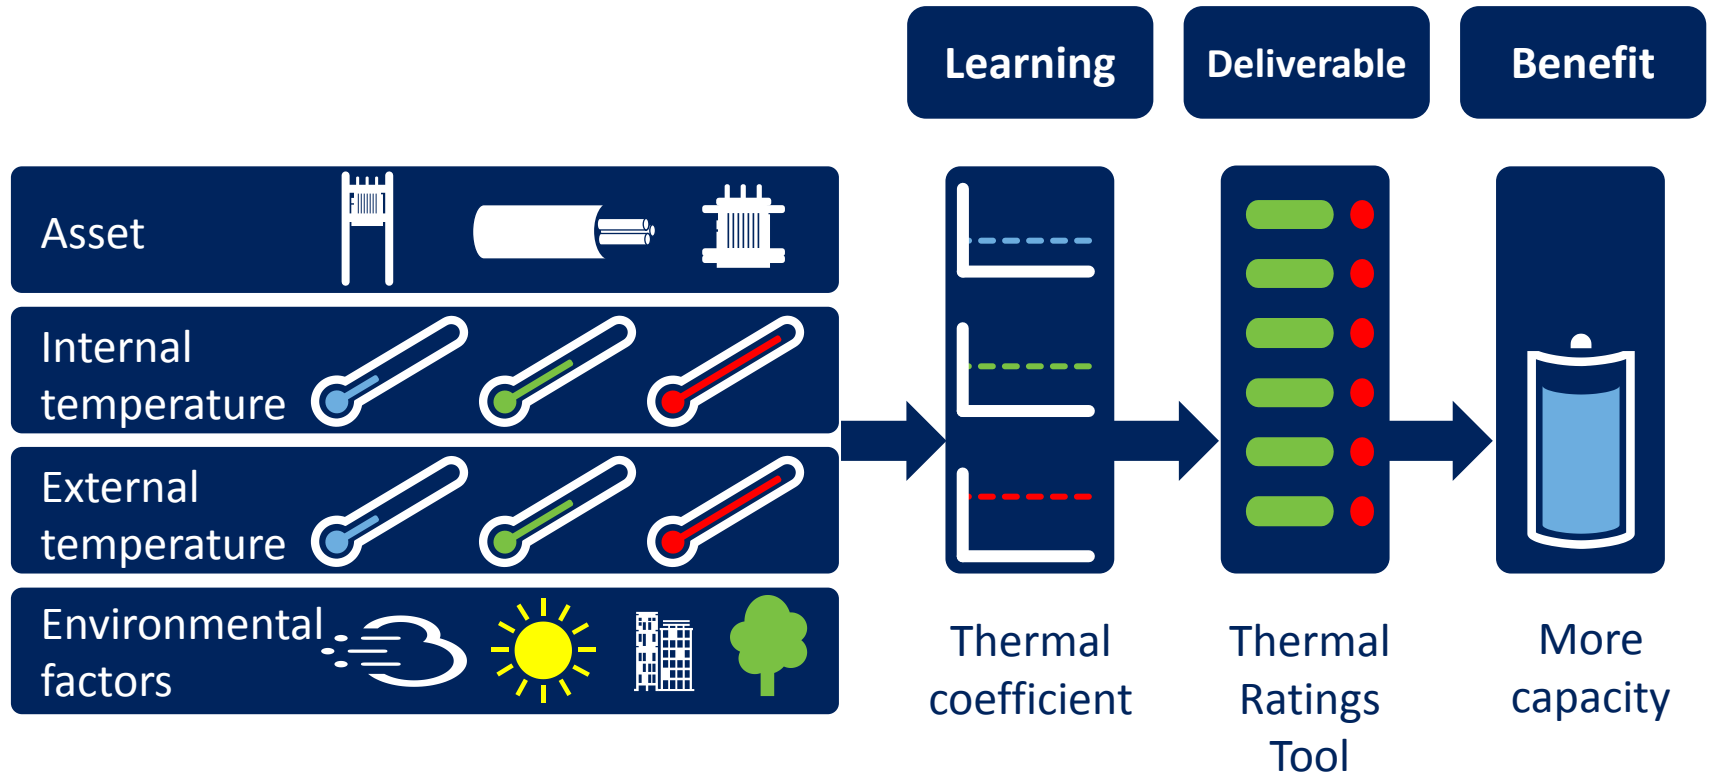 Learning
Deliverable
Benefit
Asset
Internal
temperature
External
temperature
Environmental
factors
Thermal
coefficient
Thermal
Ratings
Tool
More
capacity